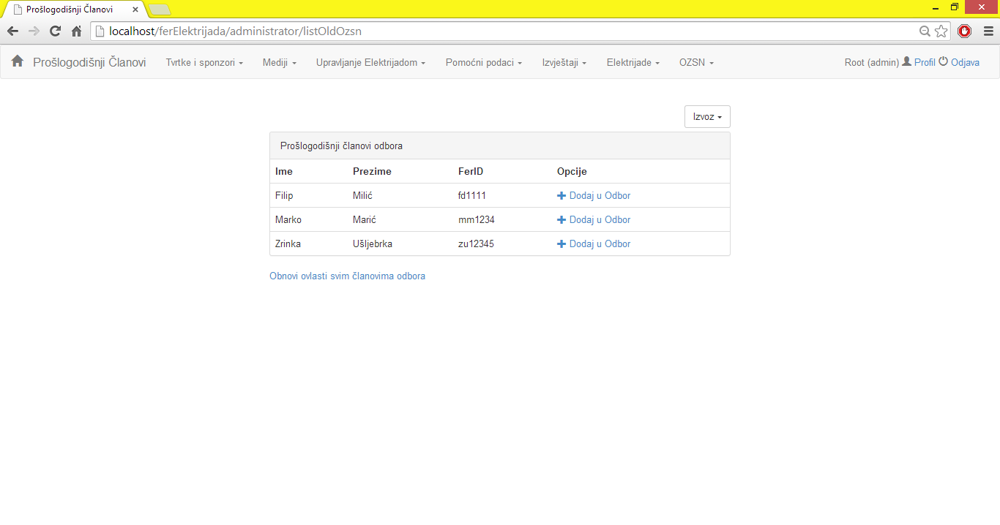 Prošlogodišnji Članovi
localhost/ferElektrijada/administrator/listOldOzsn
Prošlogodišnji Članovi Tvrtke i sponzori Mediji Upravljanje Elektrijadom Pomoćni podaci Izvještaji Elektrijade OZSN Root (admin) Profil Odjava
Izvoz
Prošlogodišnji članovi odbora
Ime Prezime FerID Opcije
Filip Milić fd1111 Dodaj u Odbor
Marko Marić mm1234 Dodaj u Odbor
Zrinka Ušljebrka zu12345 Dodaj u Odbor
Obnovi ovlasti svim članovima odbora